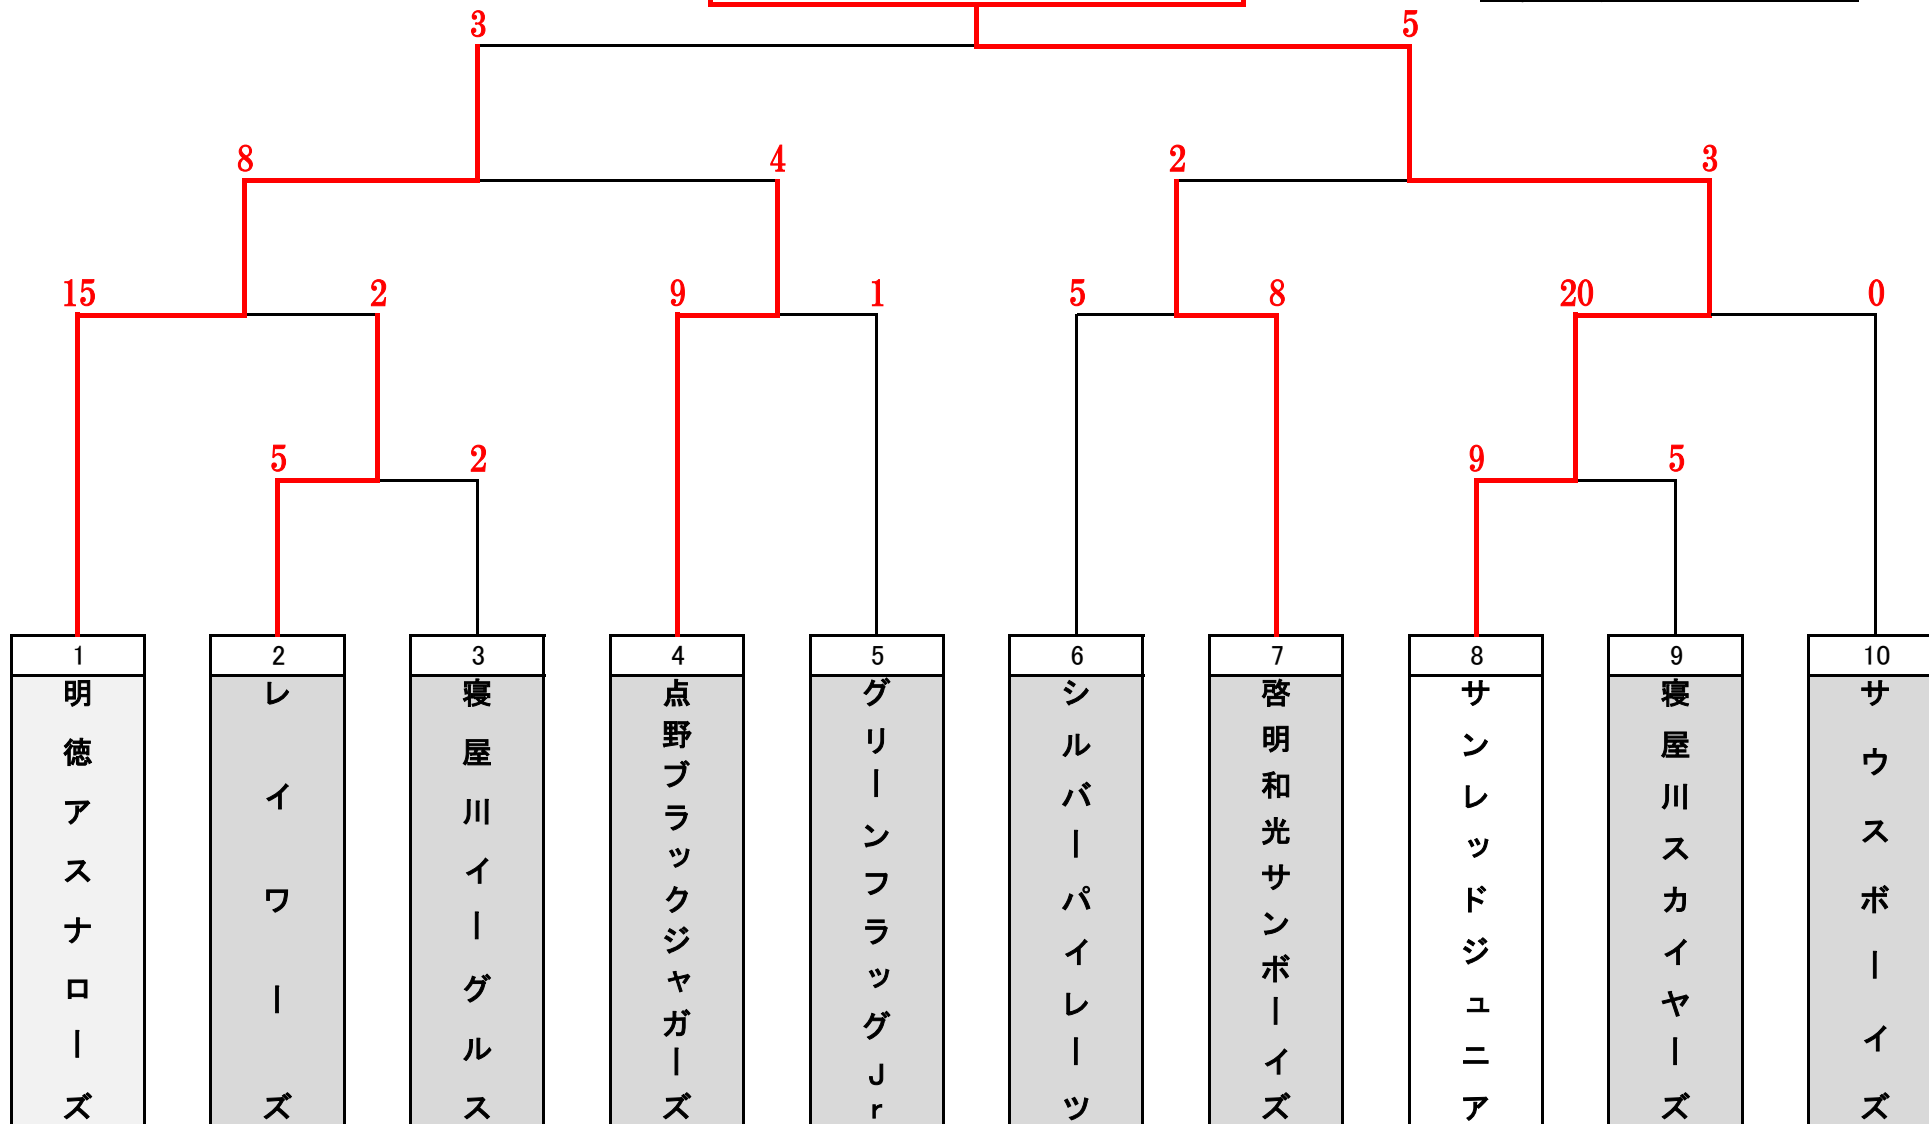 3
5
8
4
2
3
15
2
9
1
5
8
20
0
5
2
9
5
1
2
3
4
5
6
7
8
9
10
明徳アスナローズ
レイワーズ
寝屋川イーグルス
点野ブラックジャガーズ
グリーンフラッグJr
シルバーパイレーツ
啓明和光サンボーイズ
サンレッドジュニア
寝屋川スカイヤーズ
サウスボーイズ